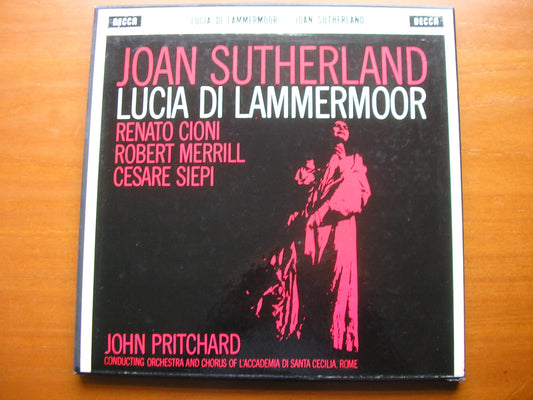 DECCA LUCIA DI LAMMERMOOR JOAN SUTHERLAND DECCA
JOAN SUTHERLAND
LUCIA DI LAMMERMOOR
RENATO CIONI
ROBERT MERRILL
CESARE SIEPI
JOHN PRITCHARD
CONDUCTING ORCHESTRA AND CHORUS OF L'ACCADEMIA DI SANTA CECILIA, ROME